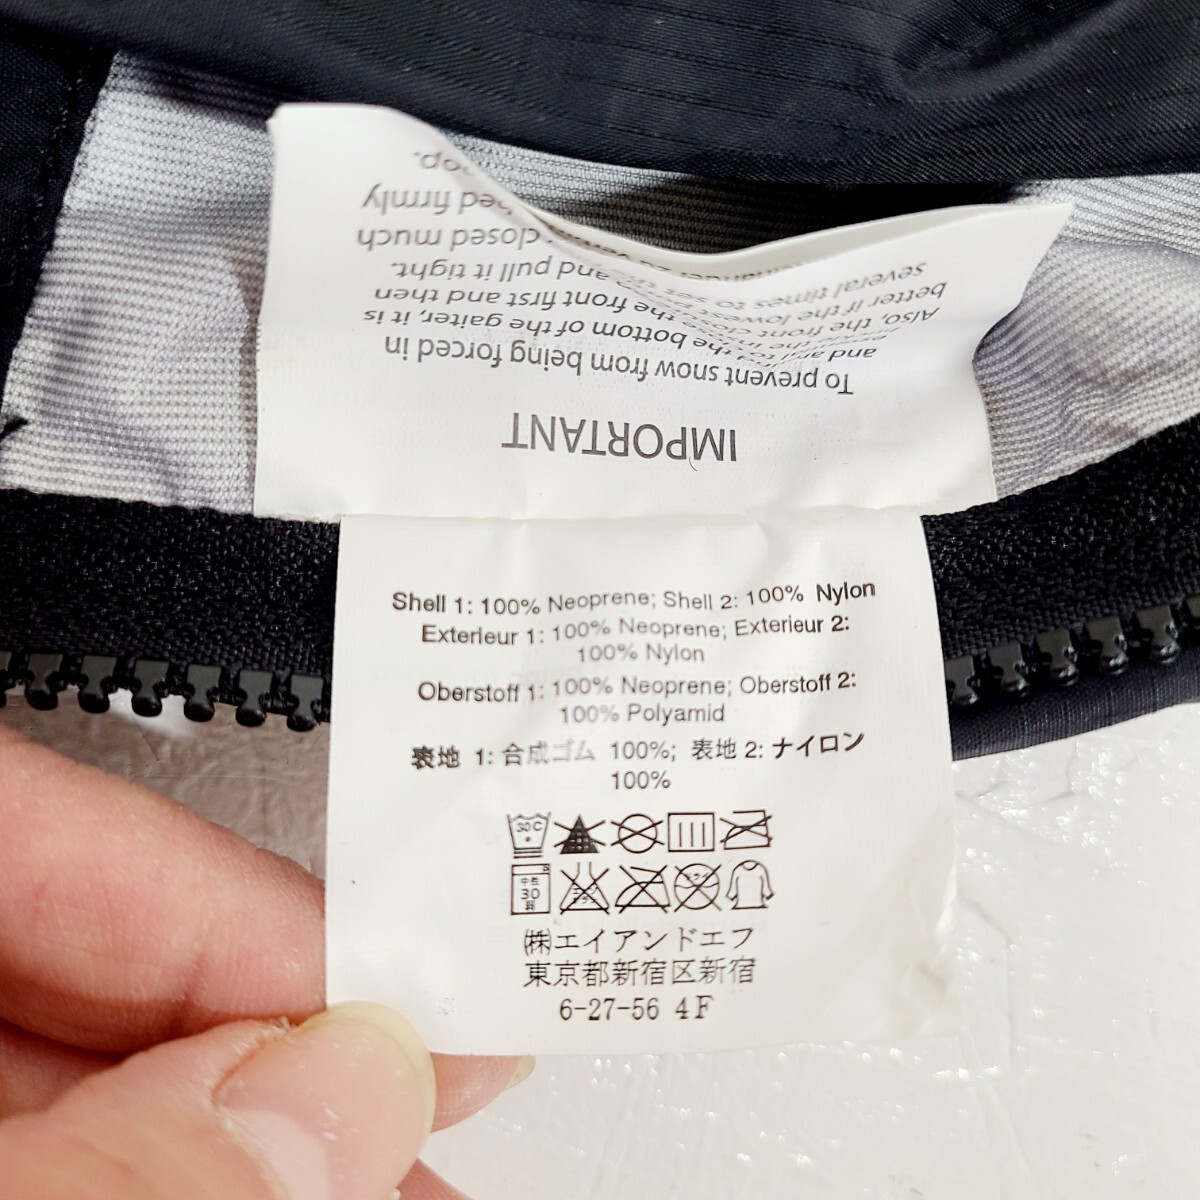 IMPORTANT
To prevent snow from being forced in
and
the bottom of the gaiter, it is
Also, the front
the front first and then
better if the
and pull it tight.
several times to
closed much
firmly
Shell 1: 100% Neoprene; Shell 2: 100% Nylon
Exterieur 1: 100% Neoprene; Exterieur 2:
100% Nylon
Oberstoff 1: 100% Neoprene; Oberstoff 2:
100% Polyamid
表地 1: 合成ゴム 100%; 表地 2: ナイロン
100%
30C
中性
30
弱
(株)エイアンドエフ
東京都新宿区新宿
6-27-56 4F